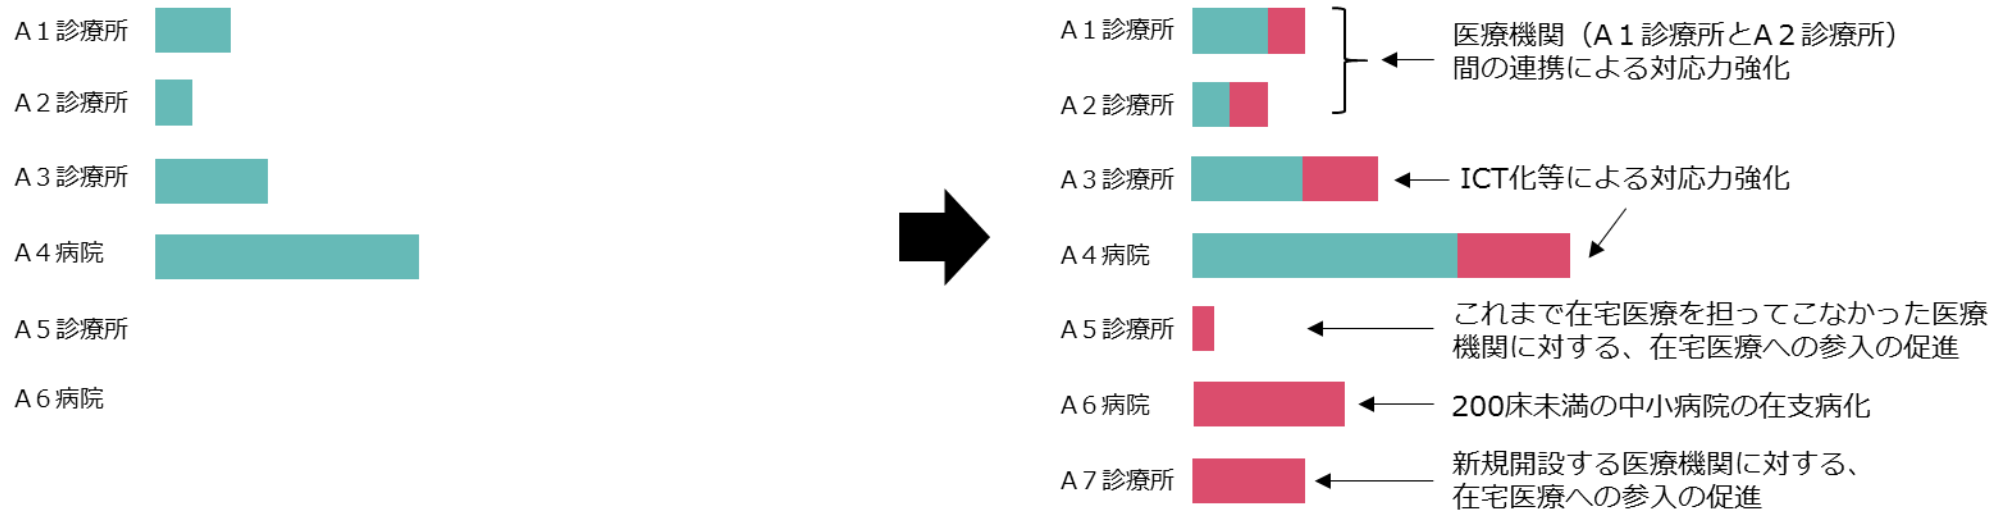 A1診療所
A2診療所
A3診療所
A4病院
A5診療所
A6病院
A1診療所
A2診療所
A3診療所
A4病院
A5診療所
A6病院
A7診療所
医療機関（A1診療所とA2診療所）
間の連携による対応力強化
ICT化等による対応力強化
これまで在宅医療を担ってこなかった医療
機関に対する、在宅医療への参入の促進
200床未満の中小病院の在支病化
新規開設する医療機関に対する、
在宅医療への参入の促進